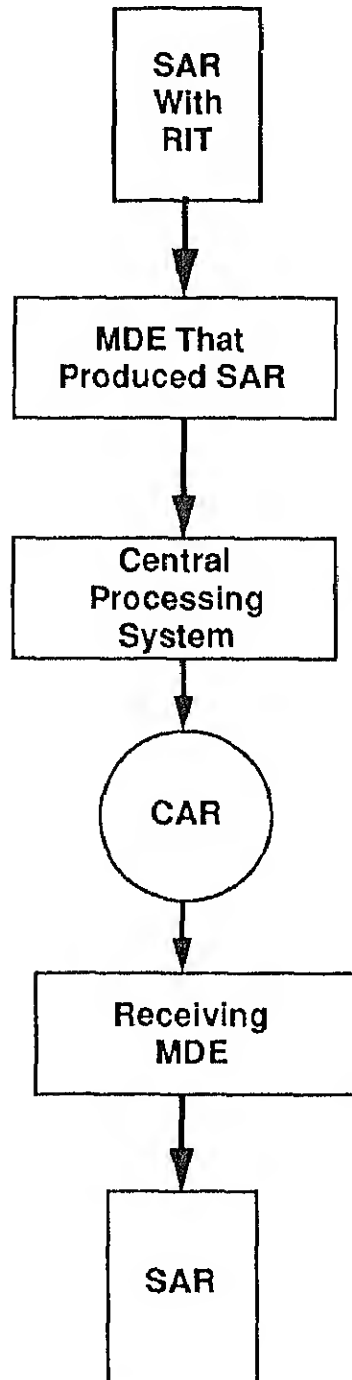 SAR
With
RIT
MDE That
Produced SAR
Central
Processing
System
CAR
Receiving
MDE
SAR